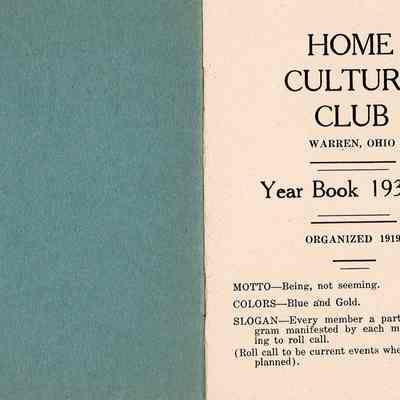 HOME
CULTUR
CLUB
WARREN, OHIO
Year Book 193
ORGANIZED 1919
MOTTO—Being, not seeming.
COLORS—Blue and Gold.
SLOGAN—Every member a part
gram manifested by each m
ing to roll call.
(Roll call to be current events whe
planned).